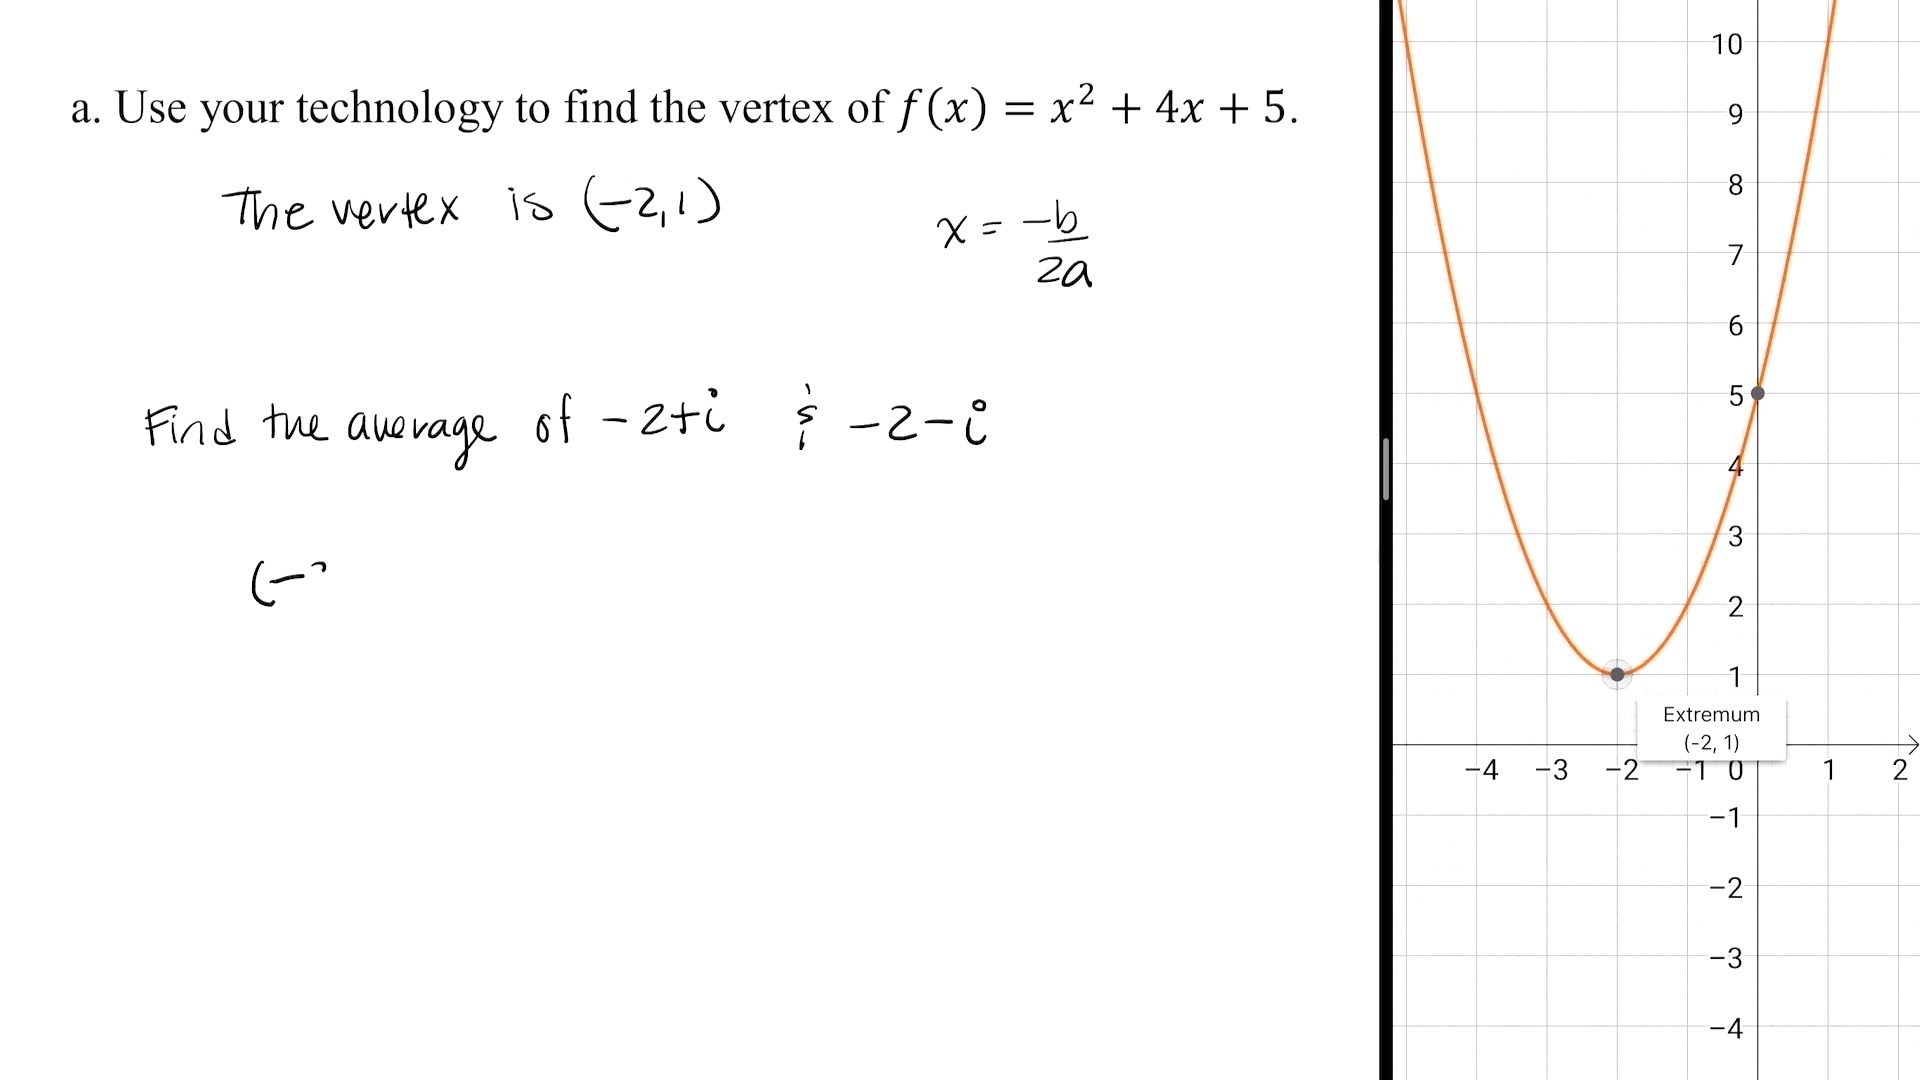 a. Use your technology to find the vertex of f(x) = x² + 4x + 5.
The vertex is (-2,1)
x = -b/2a
Find the average of -2+i & -2-i
(-
10
9
8
7
6
5
4
3
2
1
Extremum
(-2, 1)
-4 -3 -2 -1 0 1 2
-1
-2
-3
-4